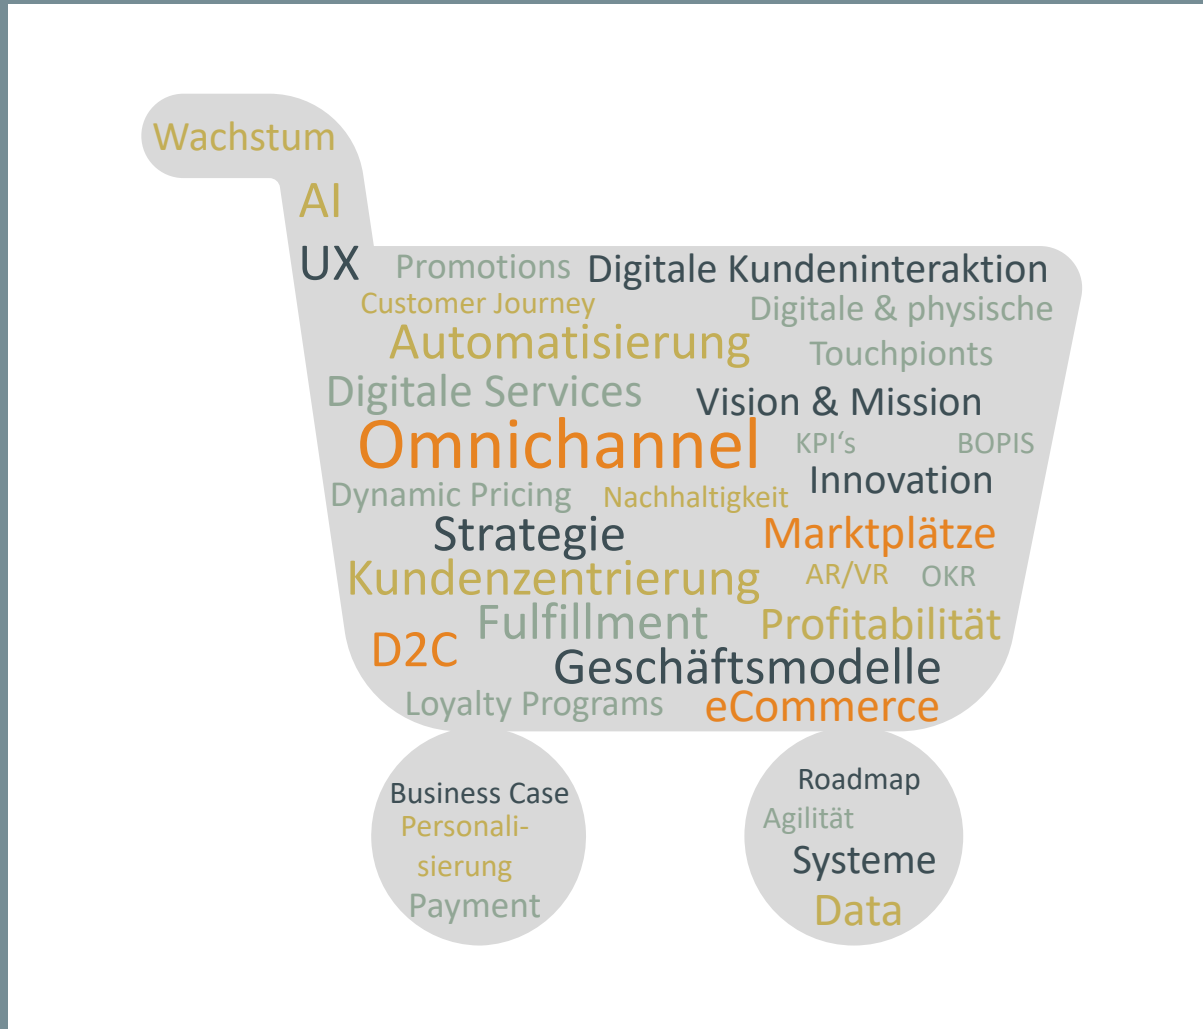 Wachstum
AI
UX
Promotions
Digitale Kundeninteraktion
Customer Journey
Digitale & physische
Touchpionts
Automatisierung
Digitale Services
Vision & Mission
Omnichannel
KPI‘s
BOPIS
Innovation
Dynamic Pricing
Nachhaltigkeit
Strategie
Marktplätze
Kundenzentrierung
AR/VR
OKR
Fulfillment
Profitabilität
D2C
Geschäftsmodelle
Loyalty Programs
eCommerce
Business Case
Personali-
sierung
Payment
Roadmap
Agilität
Systeme
Data